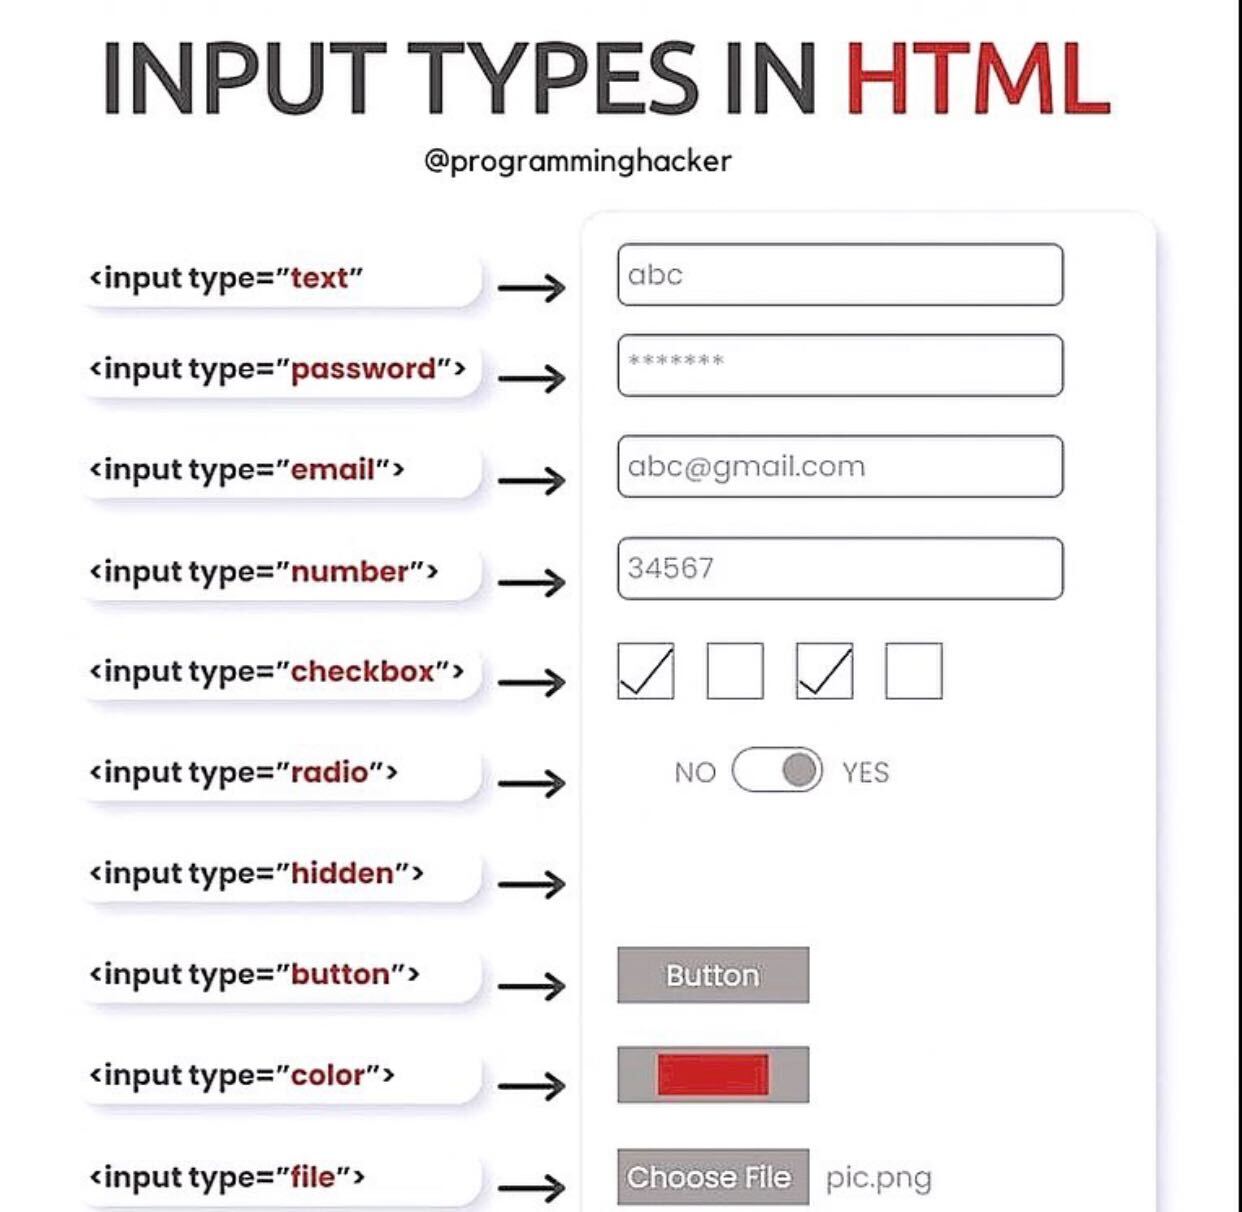 INPUT TYPES IN HTML
@programminghacker
<input type="text" abc
<input type="password"> *******
<input type="email"> abc@gmail.com
<input type="number"> 34567
<input type="checkbox">
<input type="radio"> NO YES
<input type="hidden">
<input type="button"> Button
<input type="color">
<input type="file"> Choose File pic.png